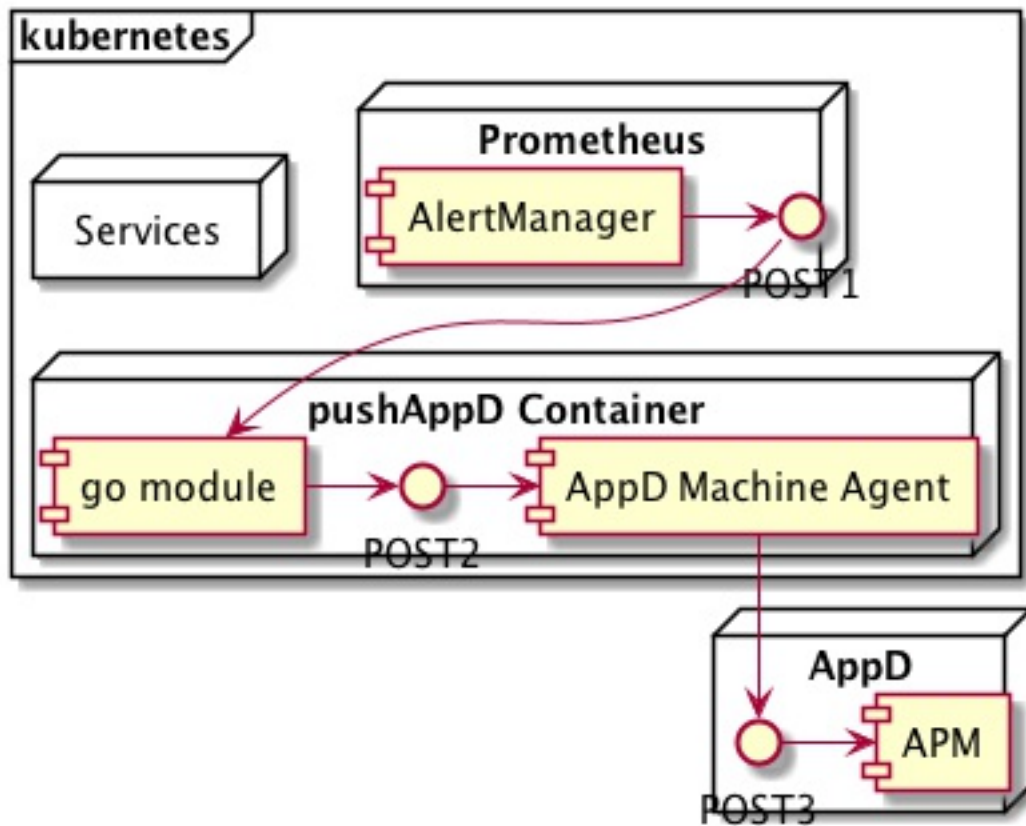 kubernetes
Prometheus
AlertManager
Services
POST1
pushAppD Container
go module
AppD Machine Agent
POST2
AppD
APM
POST3